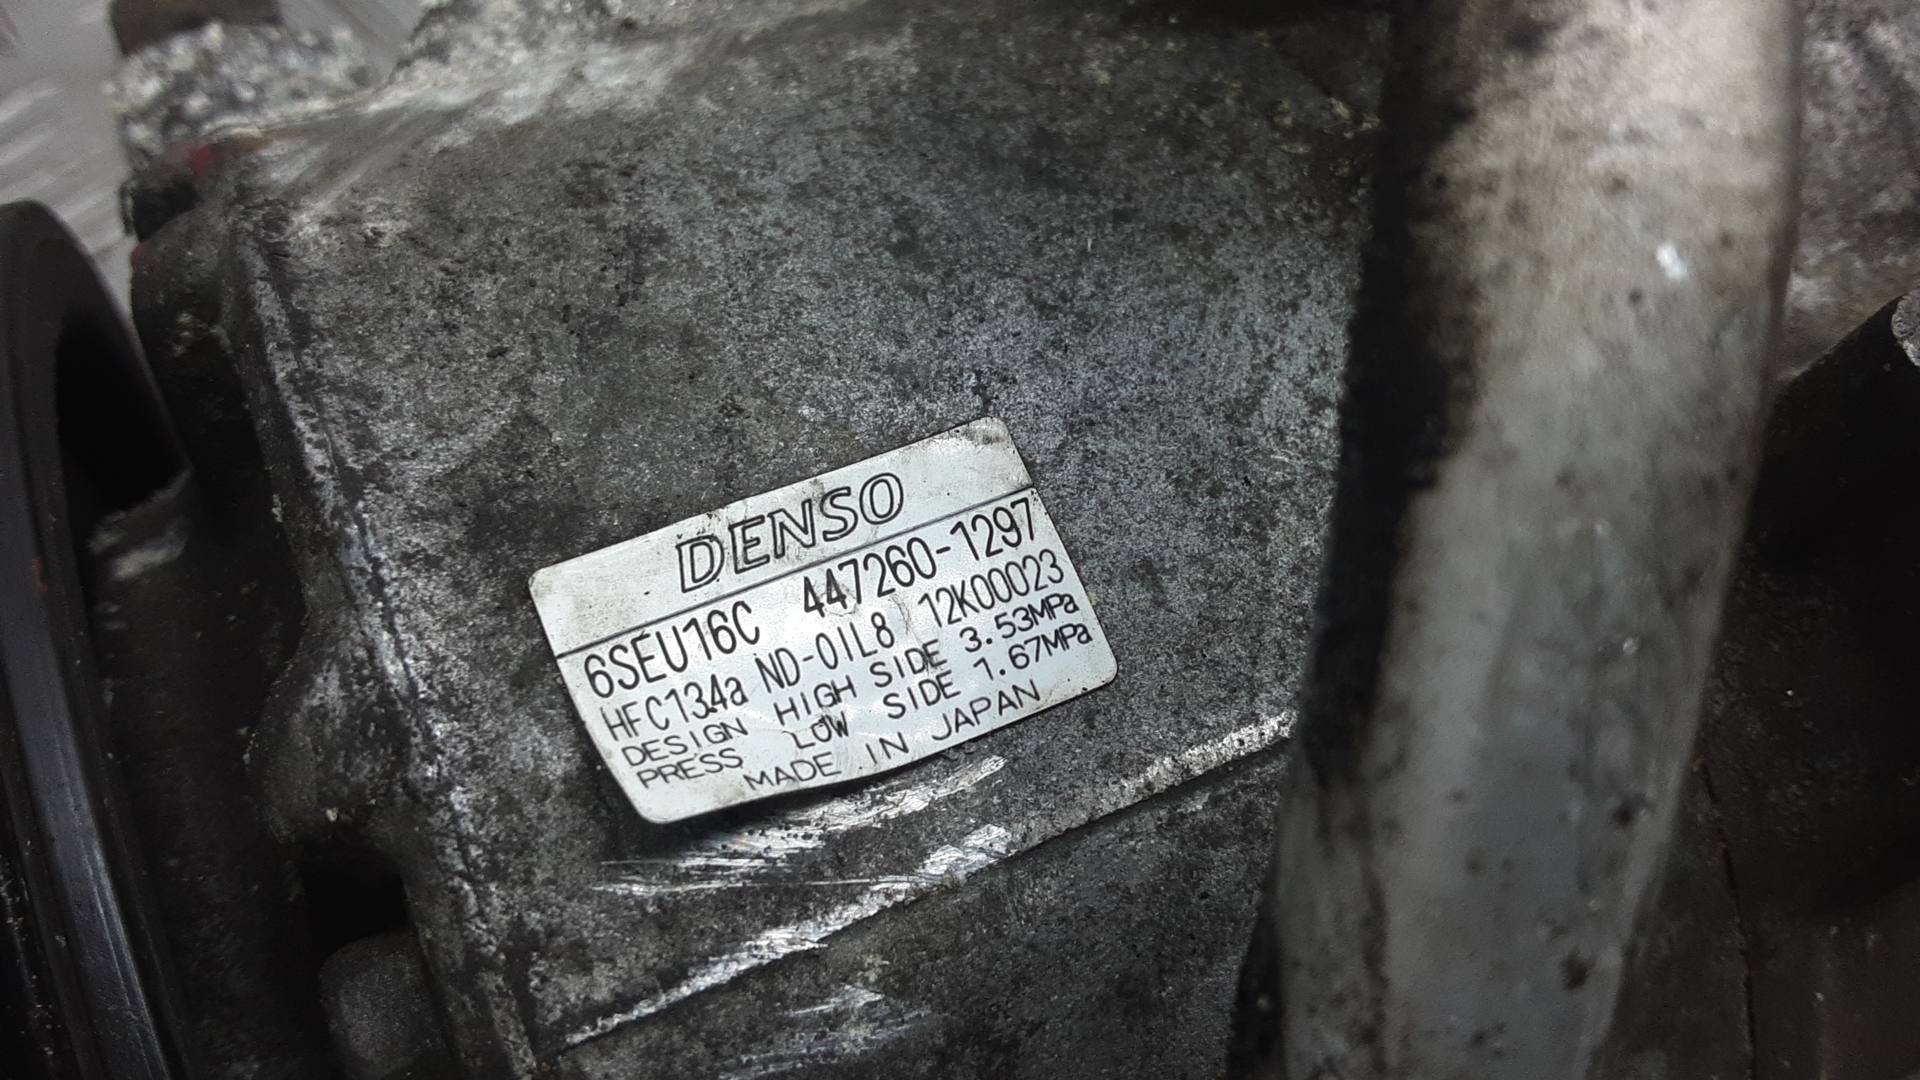 DENSO
6SEU16C 447260-1297
HFC134a ND-OIL8 12K00023
DESIGN HIGH SIDE 3.53MPa
PRESS LOW SIDE 1.67MPa
MADE IN JAPAN